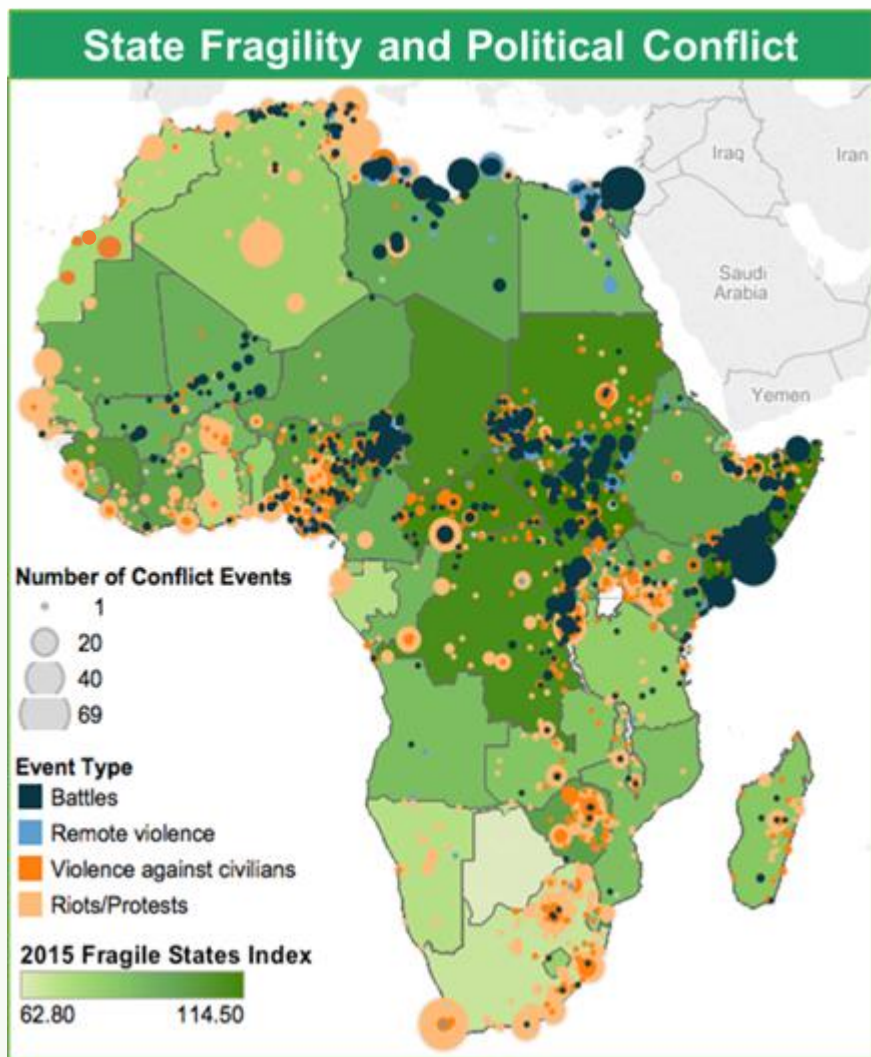 State Fragility and Political Conflict
Iraq
Iran
Saudi
Arabia
Yemen
Number of Conflict Events
1
20
40
69
Event Type
Battles
Remote violence
Violence against civilians
Riots/Protests
2015 Fragile States Index
62.80 114.50